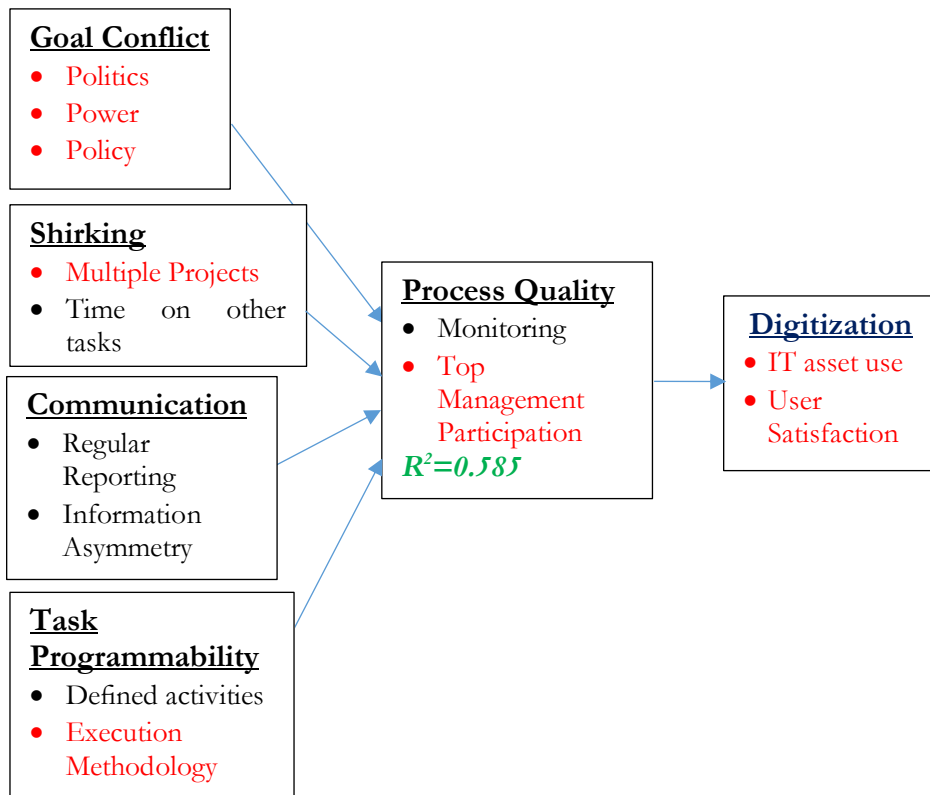 Goal Conflict
• Politics
• Power
• Policy
Shirking
• Multiple Projects
• Time on other
tasks
Communication
• Regular
Reporting
• Information
Asymmetry
Task
Programmability
• Defined activities
• Execution
Methodology
Process Quality
• Monitoring
• Top
Management
Participation
R²=0.585
Digitization
• IT asset use
• User
Satisfaction